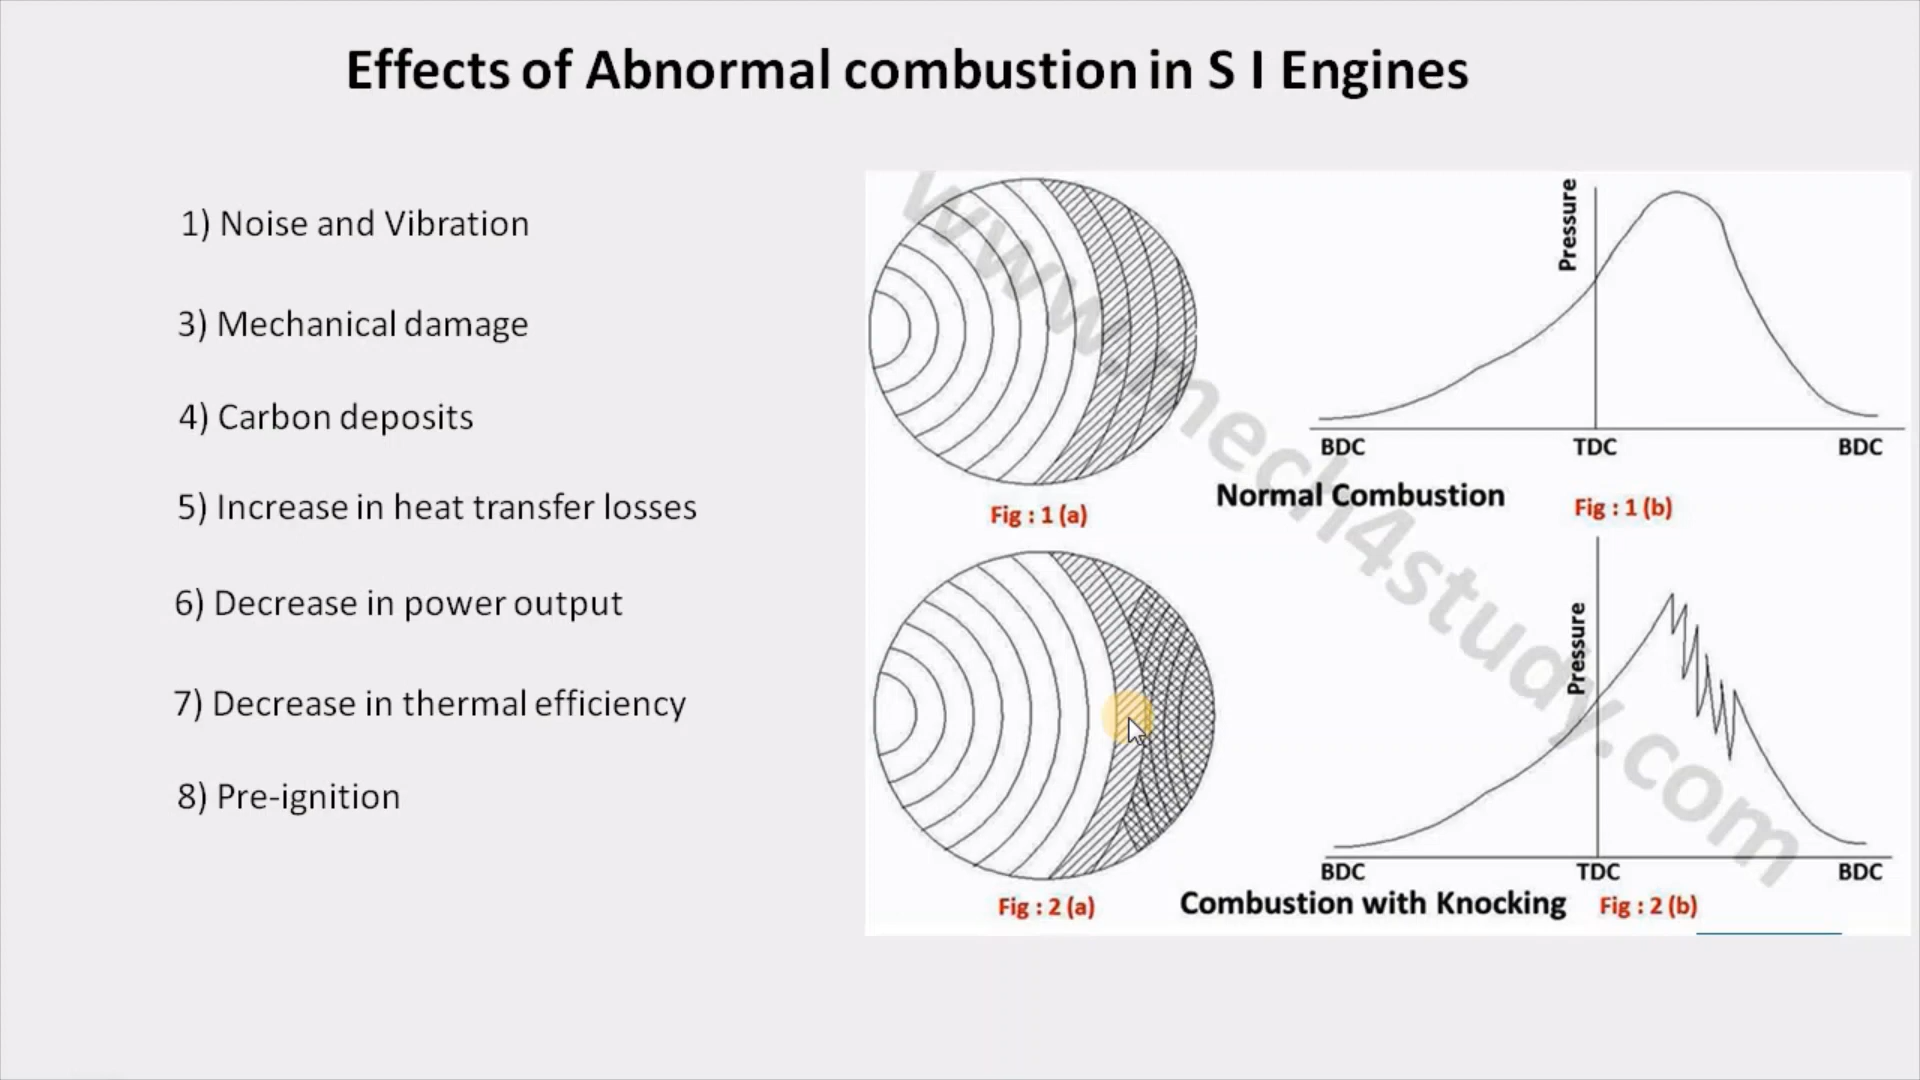 Effects of Abnormal combustion in S I Engines
1) Noise and Vibration
3) Mechanical damage
4) Carbon deposits
5) Increase in heat transfer losses
6) Decrease in power output
7) Decrease in thermal efficiency
8) Pre-ignition
www.mech4study.com
Pressure
BDC TDC BDC
Normal Combustion
Fig : 1 (a)
Fig : 1 (b)
Pressure
BDC TDC BDC
Fig : 2 (a)
Combustion with Knocking
Fig : 2 (b)